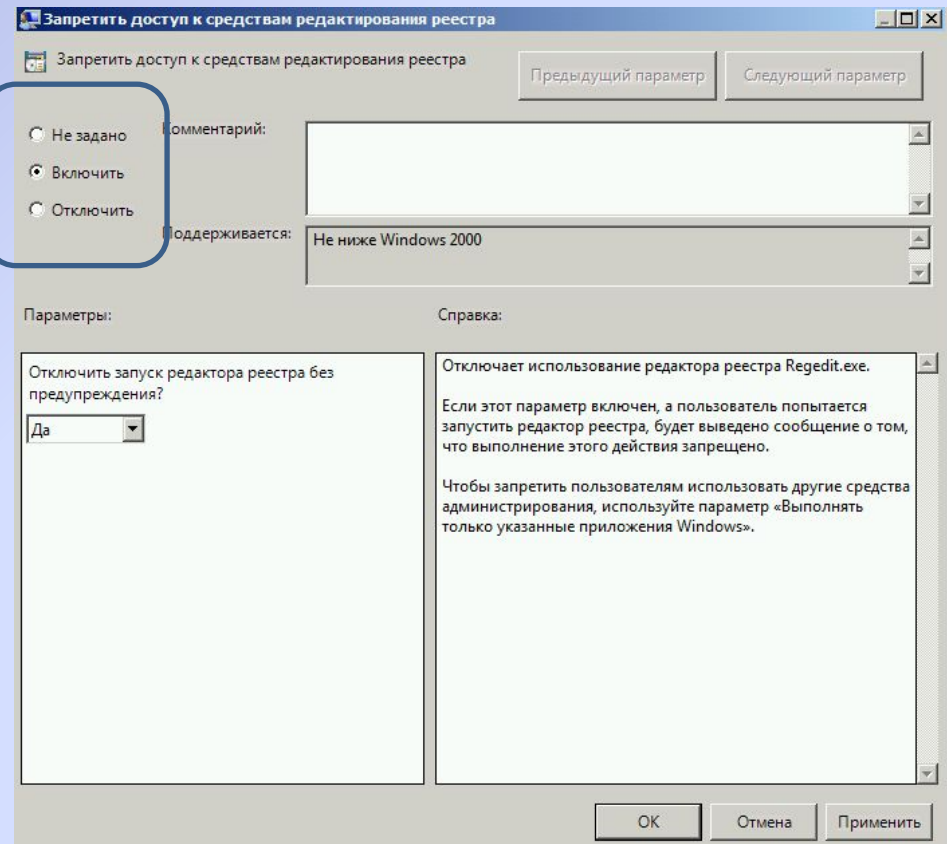 Запретить доступ к средствам редактирования реестра
Запретить доступ к средствам редактирования реестра
Предыдущий параметр
Следующий параметр
Не задано
Включить
Отключить
Комментарий:
Поддерживается:
Не ниже Windows 2000
Параметры:
Справка:
Отключить запуск редактора реестра без
предупреждения?
Да
Отключает использование редактора реестра Regedit.exe.
Если этот параметр включен, а пользователь попытается
запустить редактор реестра, будет выведено сообщение о том,
что выполнение этого действия запрещено.
Чтобы запретить пользователям использовать другие средства
администрирования, используйте параметр «Выполнять
только указанные приложения Windows».
OK
Отмена
Применить